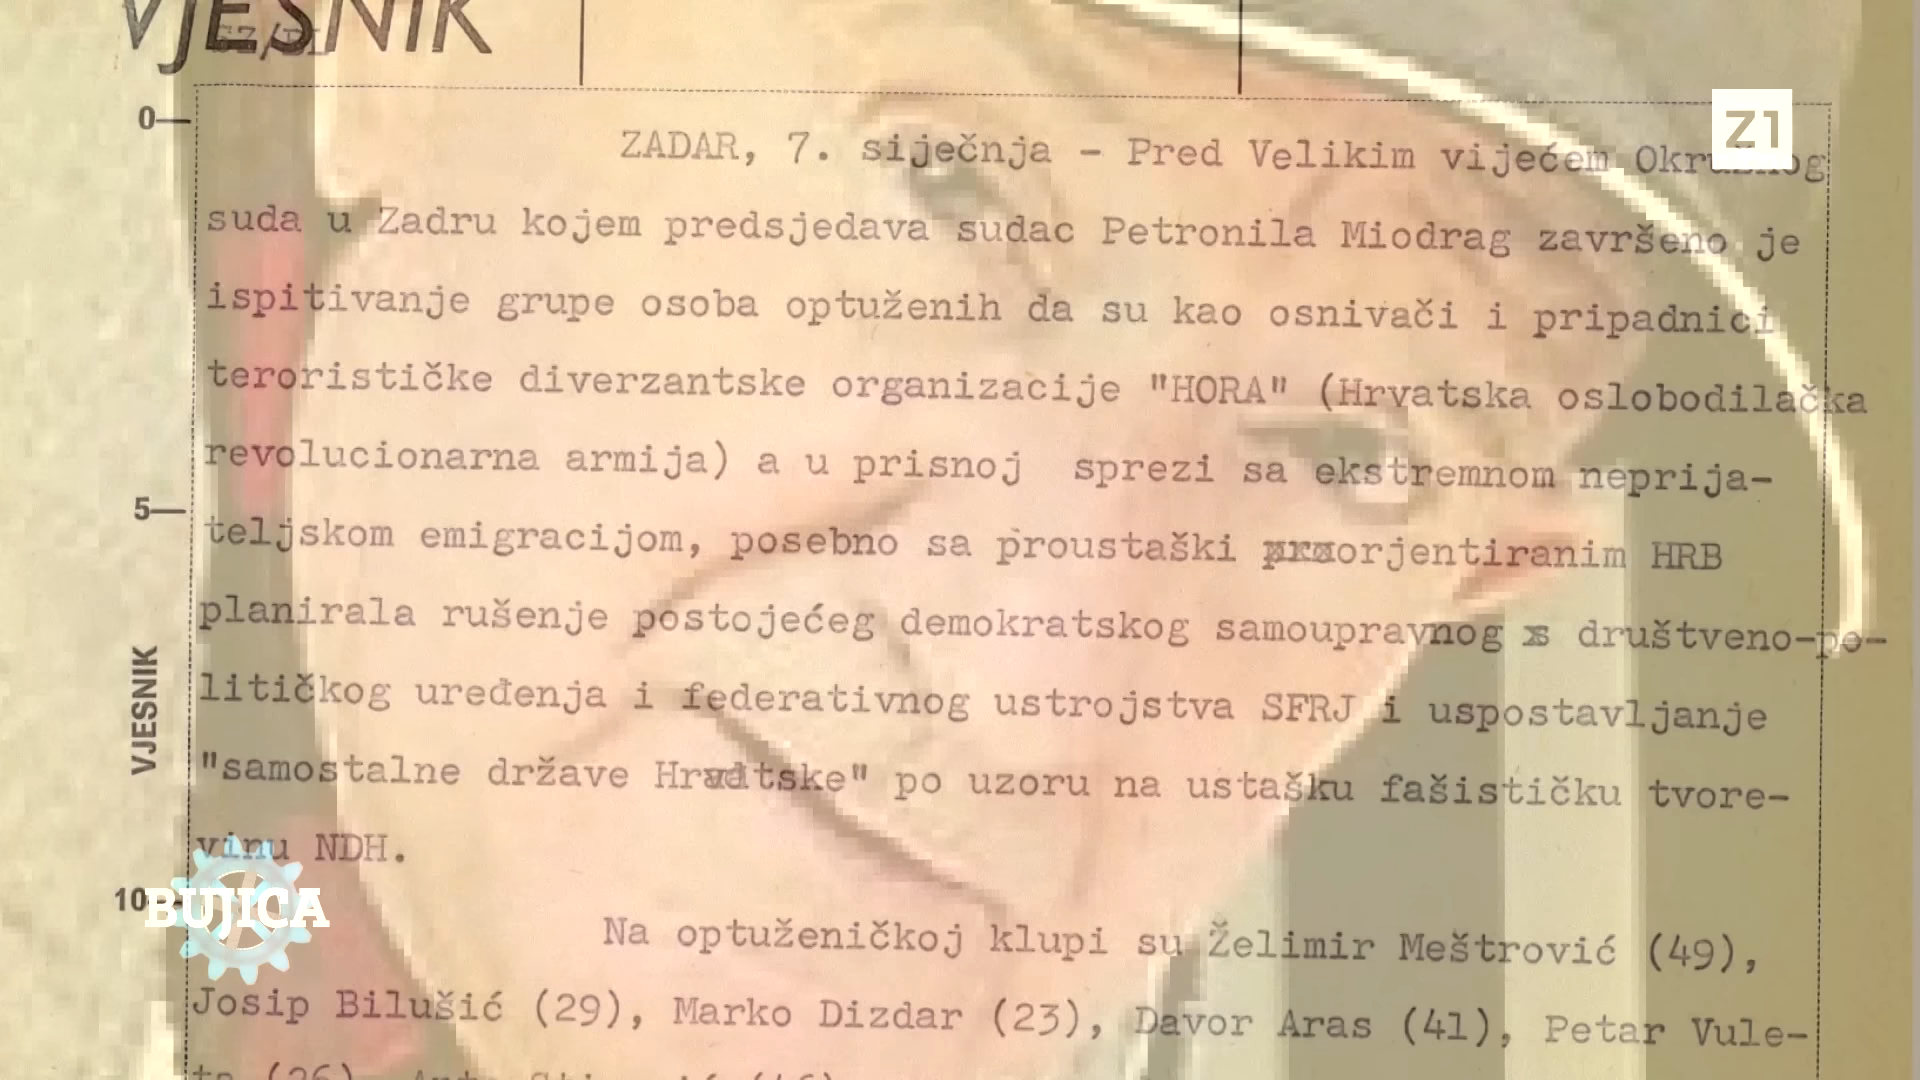 VJESNIK
Z1
0
ZADAR, 7. siječnja - Pred Velikim vijećem
suda u Zadru kojem predsjedava sudac Petronila Miodrag završeno je
ispitivanje grupe osoba optuženih da su kao osnivači i pripadnici
terorističke diverzantske organizacije "HORA" (Hrvatska oslobodilačka
revolucionarna armija) a u prisnoj sprezi sa ekstremnom neprija-
5
teljskom emigracijom, posebno sa proustaški orjentiranim HRB
planirala rušenje postojećeg demokratskog samoupravnog društveno-po-
litičkog uređenja i federativnog ustrojstva SFRJ i uspostavljanje
"samostalne države Hrvatske" po uzoru na ustašku fašističku tvore-
vinu NDH.
VJESNIK
10
BUJICA
Na optuženičkoj klupi su Želimir Meštrović (49),
Josip Bilušić (29), Marko Dizdar (23), Davor Aras (41), Petar Vule-